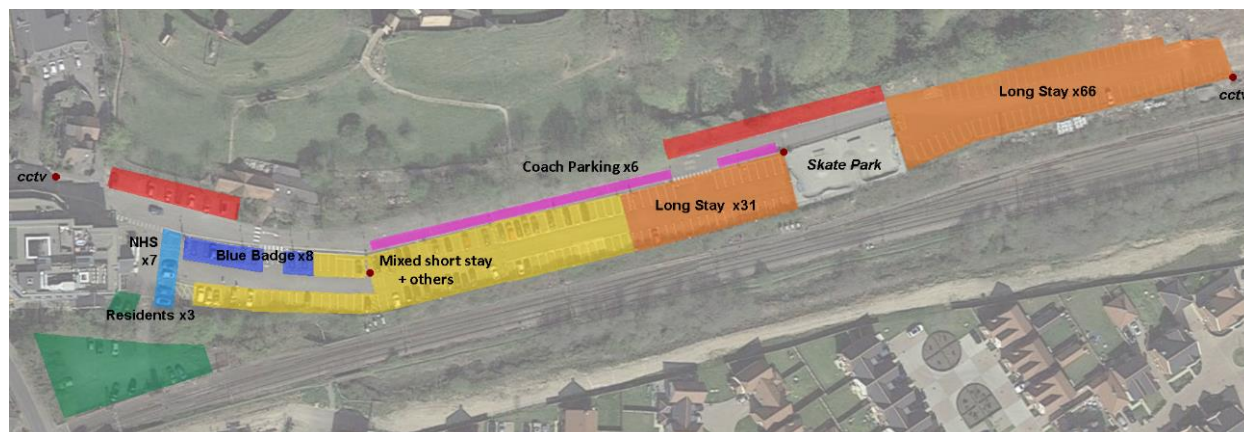 Long Stay x66
cctv
Coach Parking x6
Skate Park
cctv
Long Stay x31
NHS
x7
Blue Badge x8
Mixed short stay
+ others
Residents x3